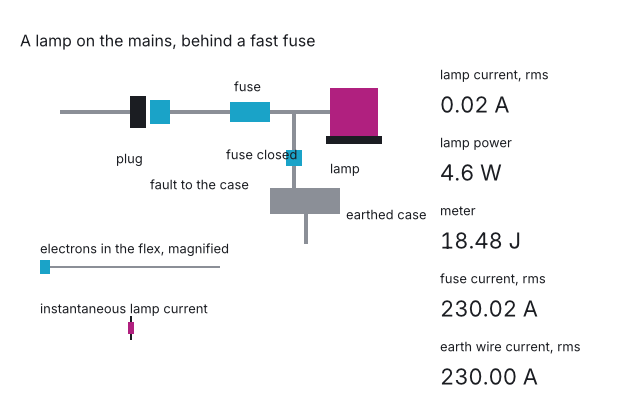 A lamp on the mains, behind a fast fuse
lamp current, rms
0.02 A
fuse
lamp power
4.6 W
plug
fuse closed
lamp
fault to the case
meter
earthed case
18.48 J
electrons in the flex, magnified
fuse current, rms
230.02 A
instantaneous lamp current
earth wire current, rms
230.00 A